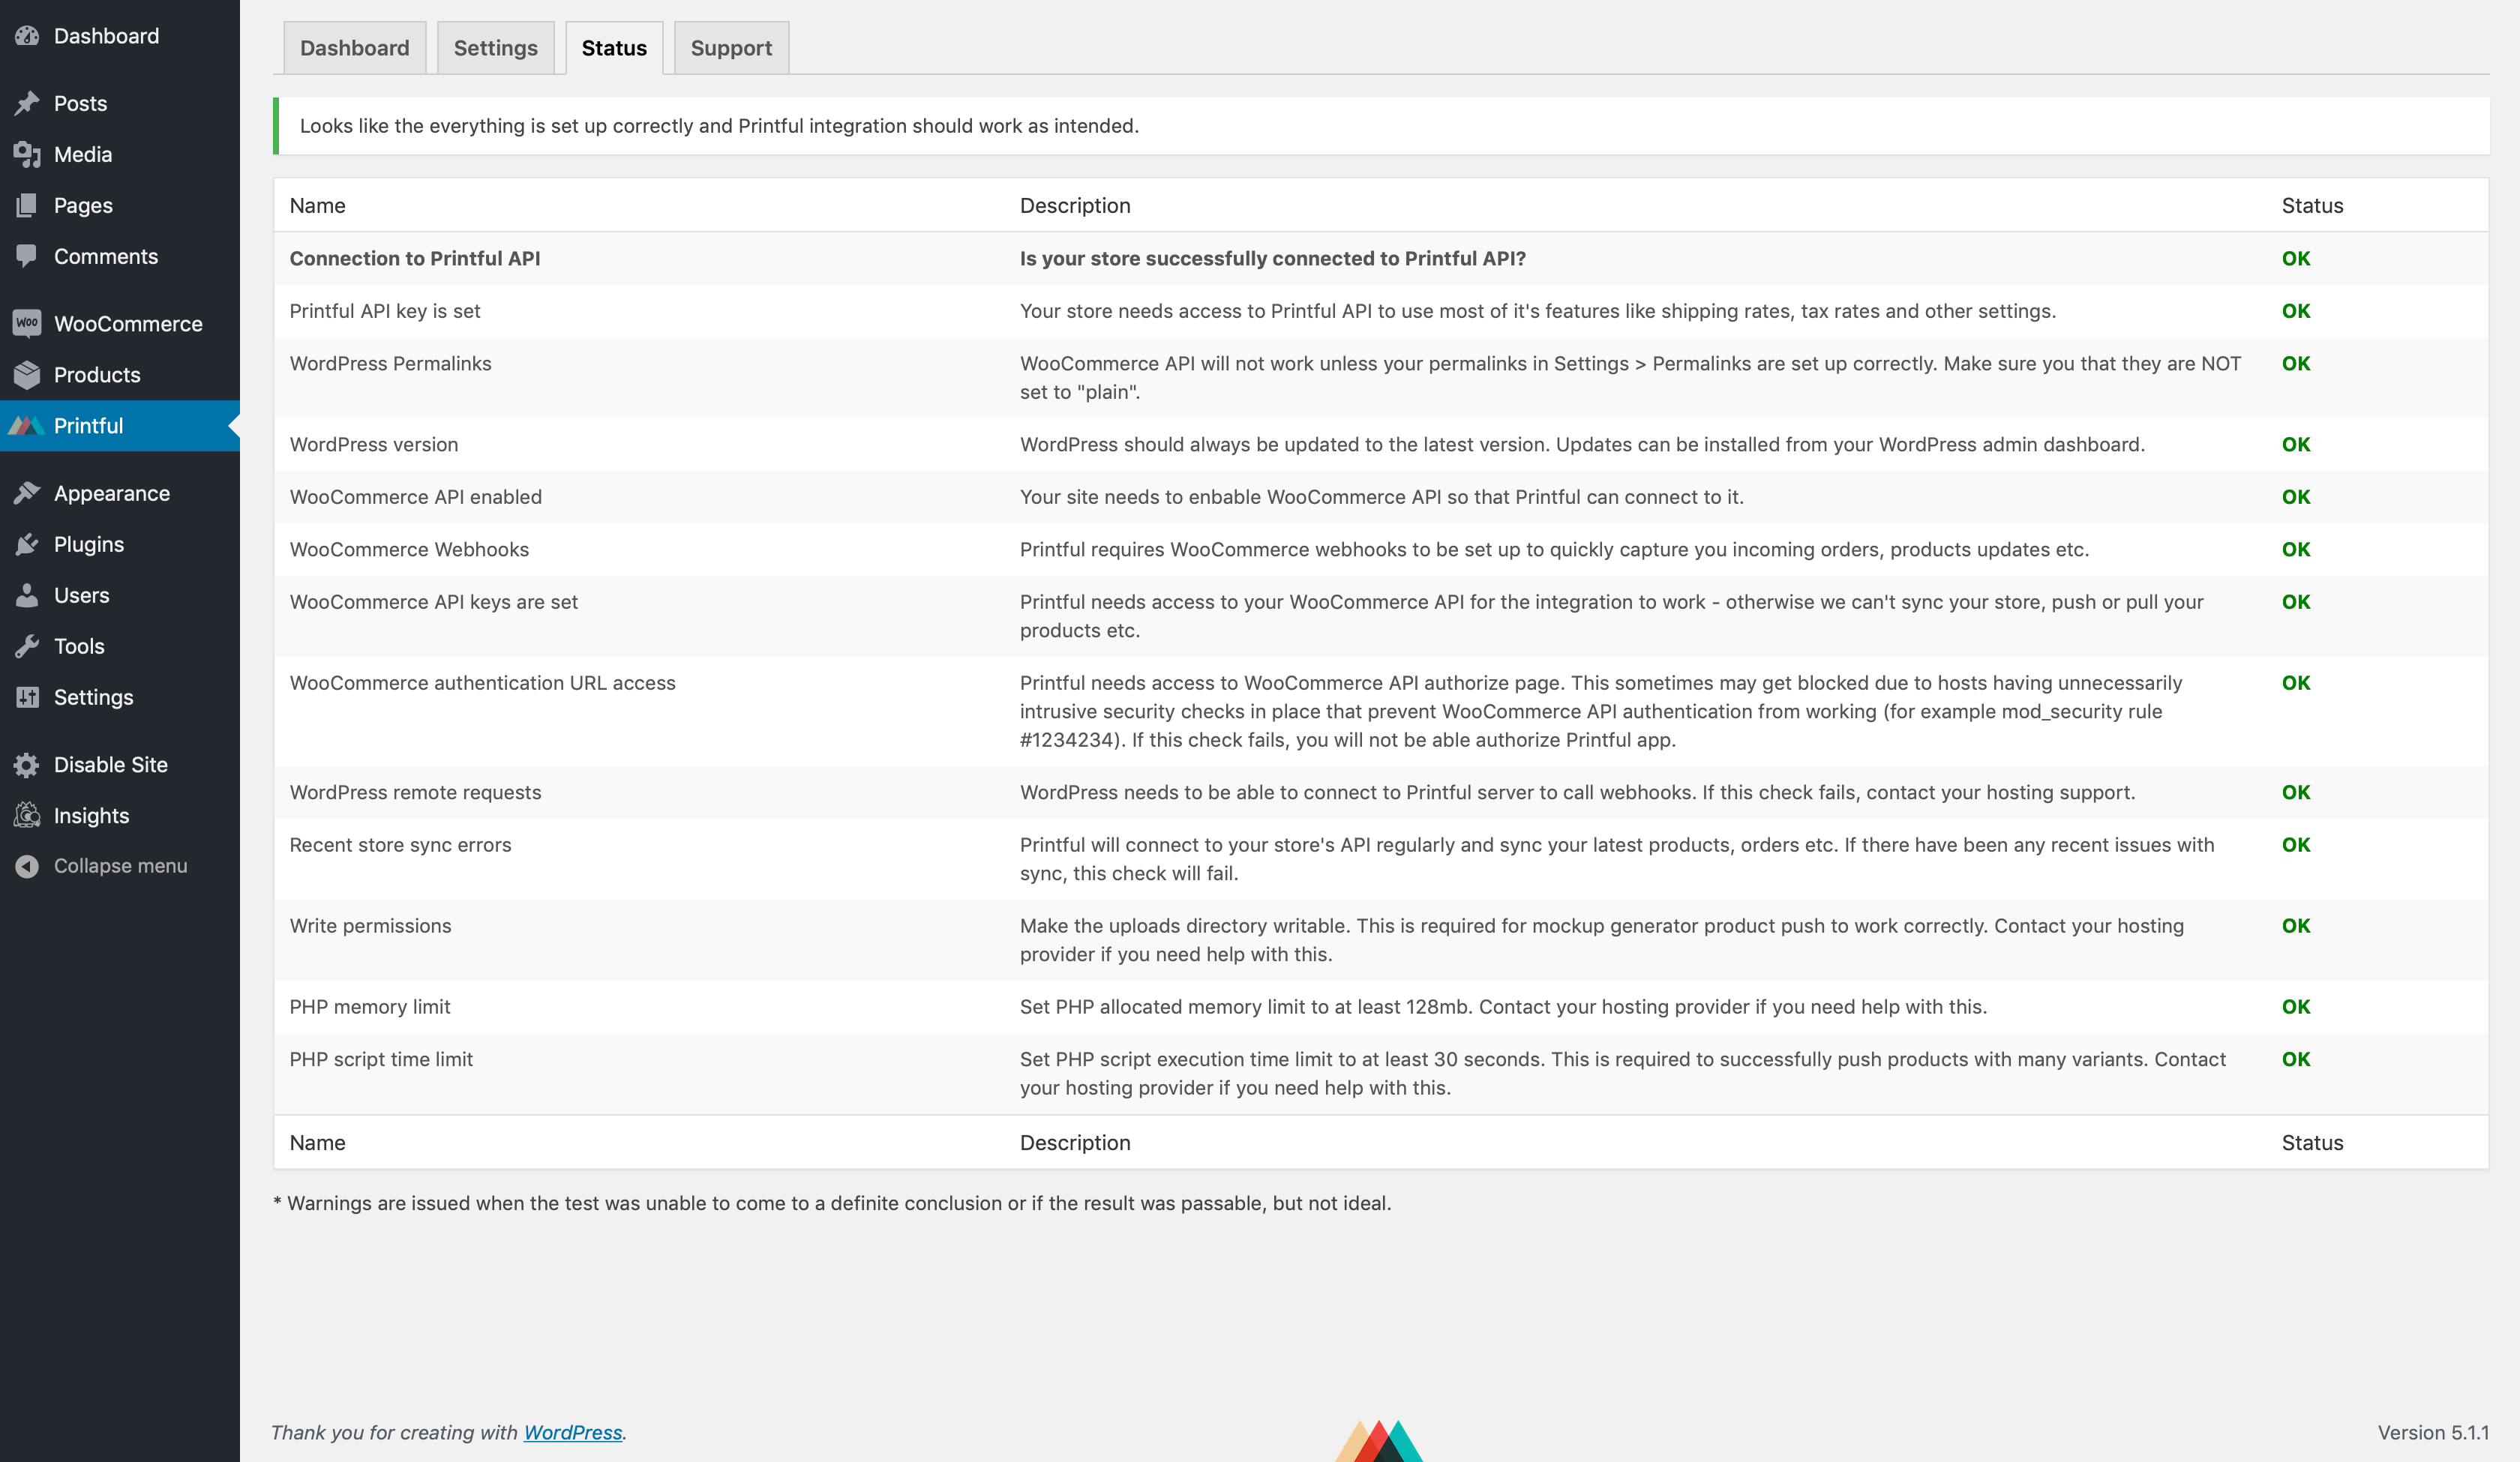 Dashboard
Posts
Media
Pages
Comments
Woo WooCommerce
Products
Printful
Appearance
Plugins
Users
Tools
Settings
Disable Site
Insights
Collapse menu
Dashboard Settings Status Support
Looks like the everything is set up correctly and Printful integration should work as intended.
Name Description Status
Connection to Printful API Is your store successfully connected to Printful API? OK
Printful API key is set Your store needs access to Printful API to use most of it's features like shipping rates, tax rates and other settings. OK
WordPress Permalinks WooCommerce API will not work unless your permalinks in Settings > Permalinks are set up correctly. Make sure you that they are NOT OK
set to "plain".
WordPress version WordPress should always be updated to the latest version. Updates can be installed from your WordPress admin dashboard. OK
WooCommerce API enabled Your site needs to enbable WooCommerce API so that Printful can connect to it. OK
WooCommerce Webhooks Printful requires WooCommerce webhooks to be set up to quickly capture you incoming orders, products updates etc. OK
WooCommerce API keys are set Printful needs access to your WooCommerce API for the integration to work - otherwise we can't sync your store, push or pull your OK
products etc.
WooCommerce authentication URL access Printful needs access to WooCommerce API authorize page. This sometimes may get blocked due to hosts having unnecessarily OK
intrusive security checks in place that prevent WooCommerce API authentication from working (for example mod_security rule
#1234234). If this check fails, you will not be able authorize Printful app.
WordPress remote requests WordPress needs to be able to connect to Printful server to call webhooks. If this check fails, contact your hosting support. OK
Recent store sync errors Printful will connect to your store's API regularly and sync your latest products, orders etc. If there have been any recent issues with OK
sync, this check will fail.
Write permissions Make the uploads directory writable. This is required for mockup generator product push to work correctly. Contact your hosting OK
provider if you need help with this.
PHP memory limit Set PHP allocated memory limit to at least 128mb. Contact your hosting provider if you need help with this. OK
PHP script time limit Set PHP script execution time limit to at least 30 seconds. This is required to successfully push products with many variants. Contact OK
your hosting provider if you need help with this.
Name Description Status
* Warnings are issued when the test was unable to come to a definite conclusion or if the result was passable, but not ideal.
Thank you for creating with WordPress.
Version 5.1.1